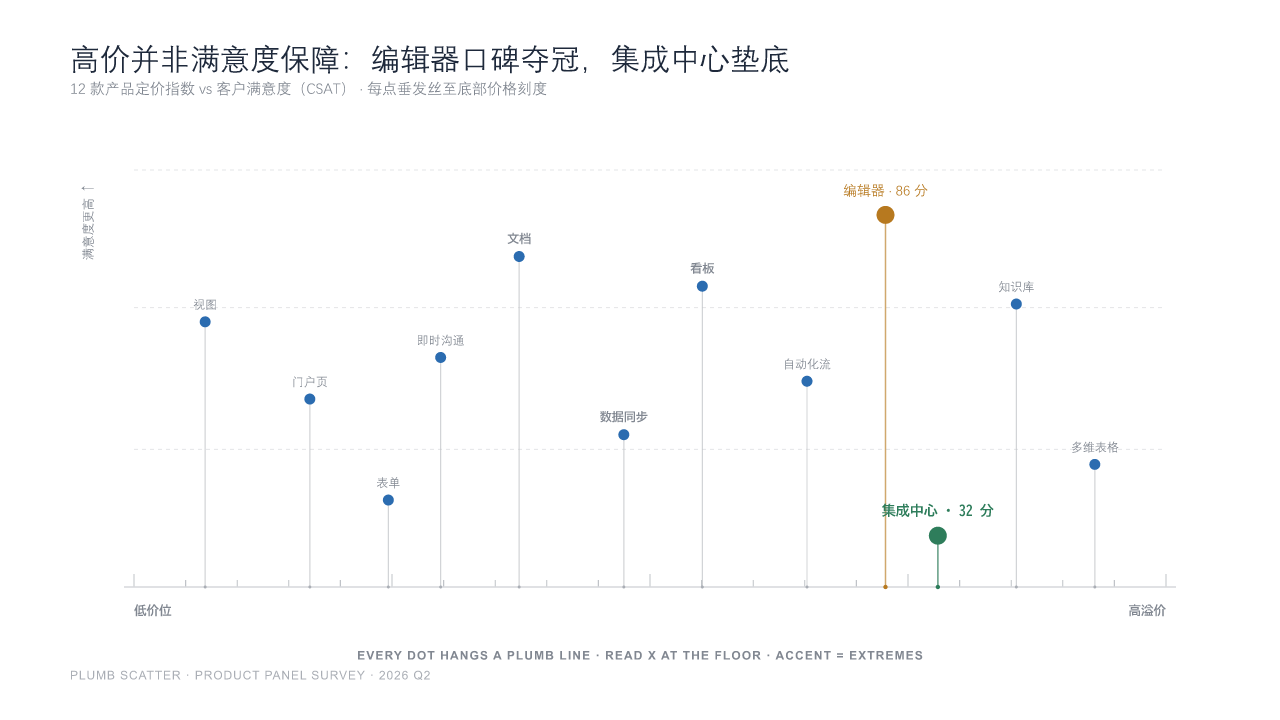 高价并非满意度保障：编辑器口碑夺冠，集成中心垫底
12 款产品定价指数 vs 客户满意度（CSAT） · 每点垂发丝至底部价格刻度
满意度更高 ↑
编辑器 · 86 分
文档
看板
知识库
视图
即时沟通
自动化流
门户页
数据同步
多维表格
表单
集成中心 · 32 分
低价位
高溢价
EVERY DOT HANGS A PLUMB LINE · READ X AT THE FLOOR · ACCENT = EXTREMES
PLUMB SCATTER · PRODUCT PANEL SURVEY · 2026 Q2